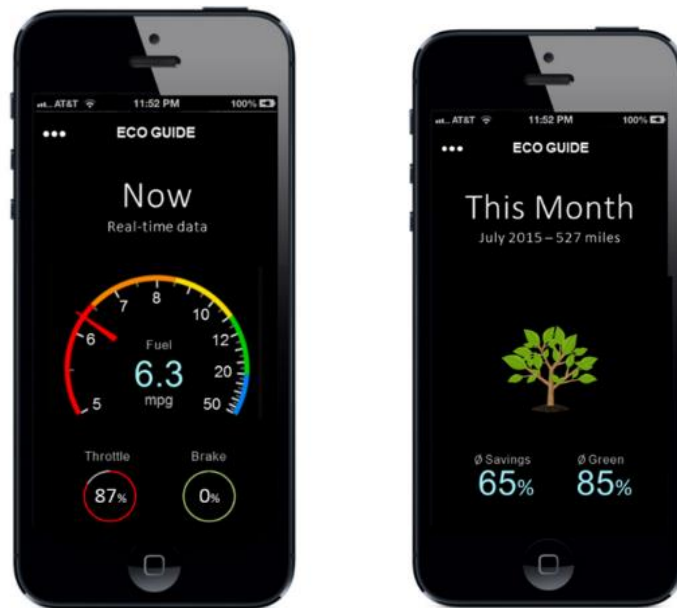 AT&T 11:52 PM 100%
ECO GUIDE
Now
Real-time data
5
6
7
8
10
12
20
50
Fuel
6.3
mpg
Throttle
Brake
87%
0%
AT&T 11:52 PM 100%
ECO GUIDE
This Month
July 2015 – 527 miles
Ø Savings
Ø Green
65%
85%